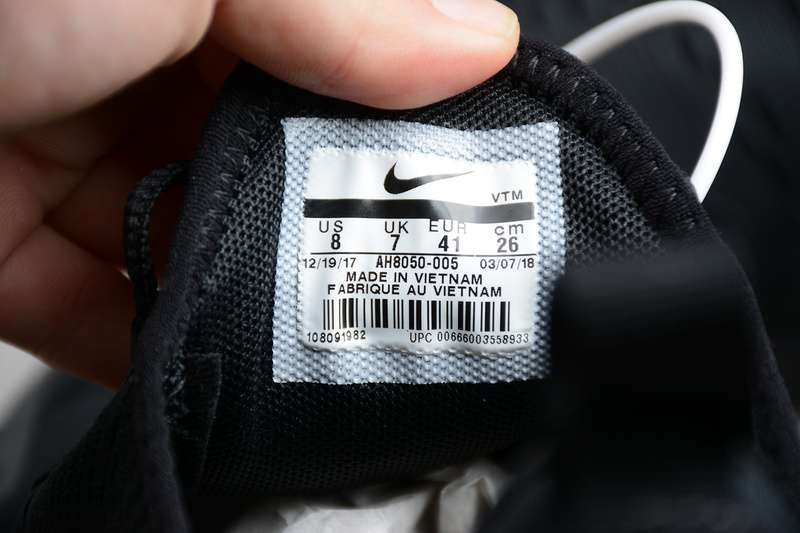 VTM
US UK EUR cm
8 7 41 26
12/19/17 AH8050-005 03/07/18
MADE IN VIETNAM
FABRIQUE AU VIETNAM
108091982 UPC 00666003558933